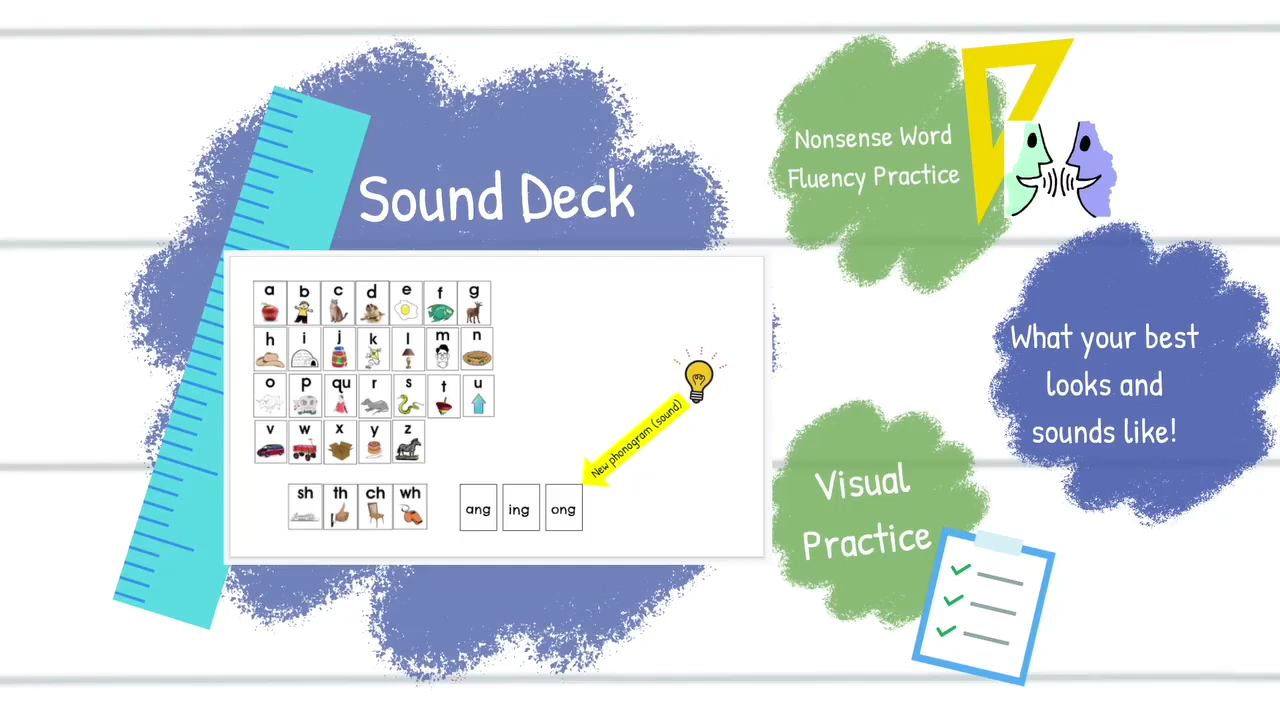 Sound Deck
a b c d e f g
h i j k l m n
o p qu r s t u
v w x y z
sh th ch wh
ang ing ong
New phonogram (sound)
Nonsense Word
Fluency Practice
What your best
looks and
sounds like!
Visual
Practice